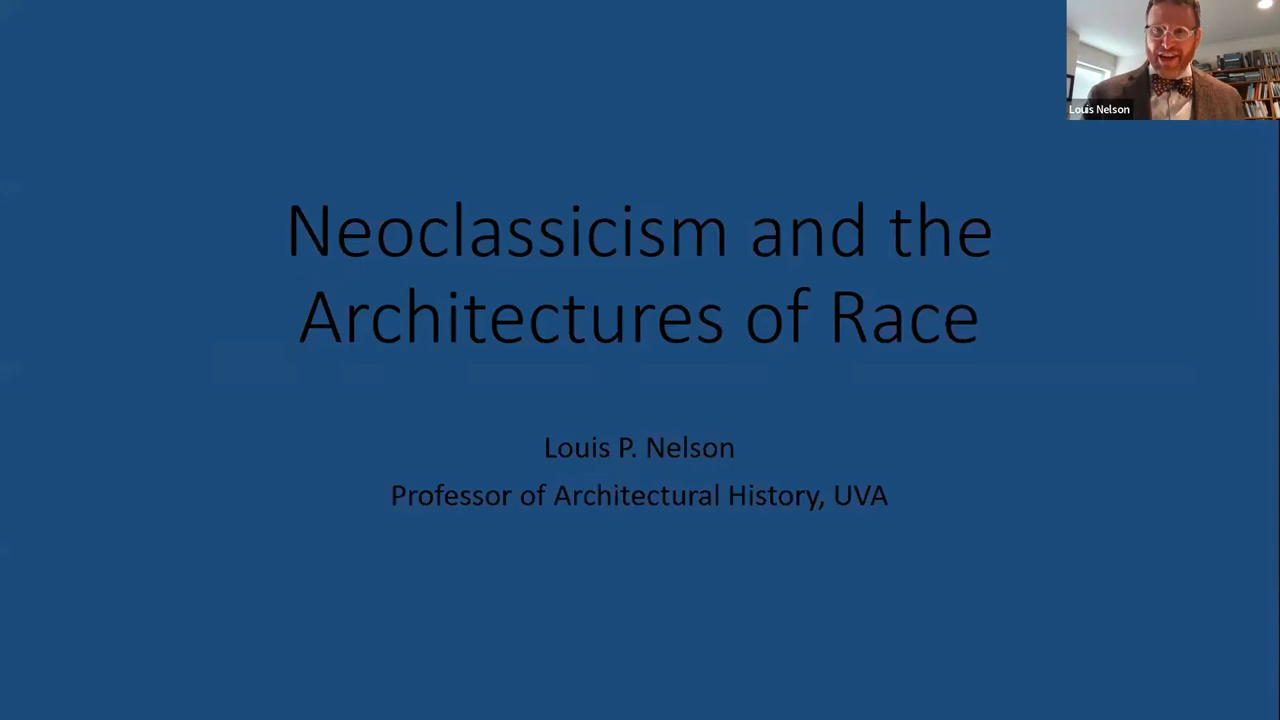 Louis Nelson
Neoclassicism and the
Architectures of Race
Louis P. Nelson
Professor of Architectural History, UVA